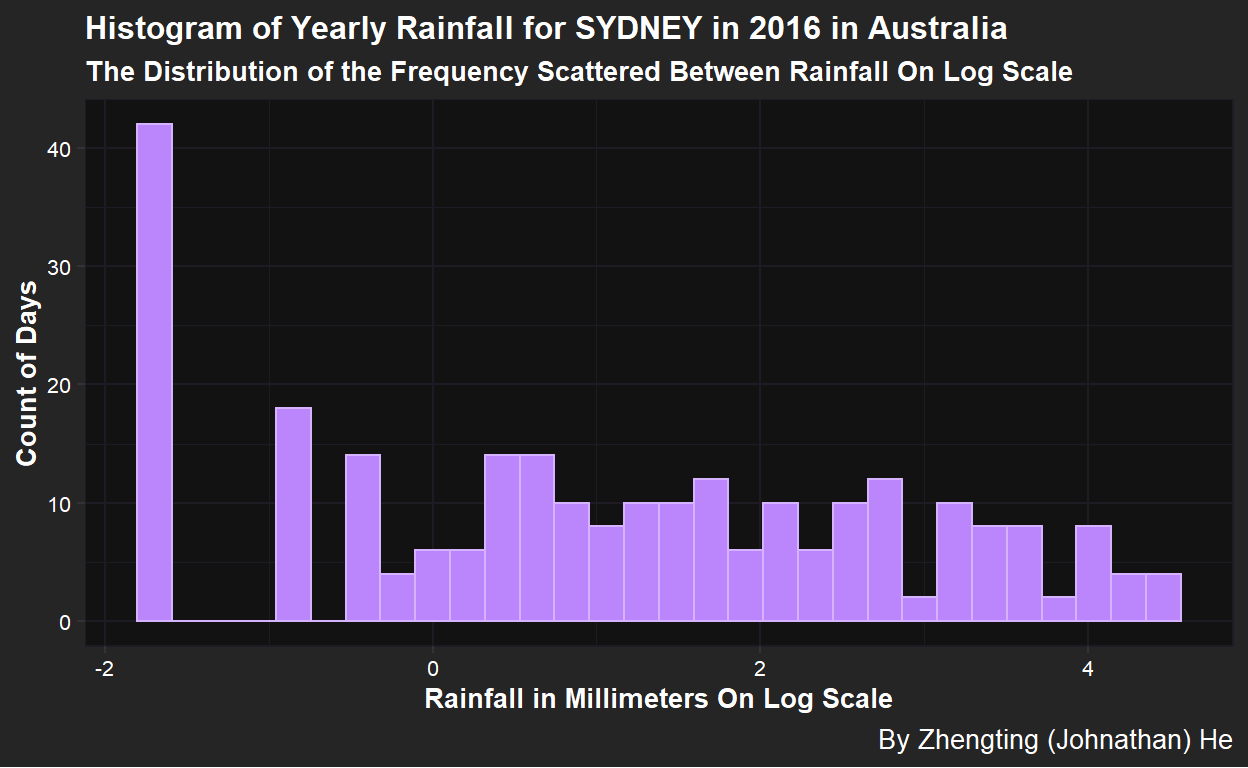 Histogram of Yearly Rainfall for SYDNEY in 2016 in Australia
The Distribution of the Frequency Scattered Between Rainfall On Log Scale
Count of Days
40
30
20
10
0
-2
0
2
4
Rainfall in Millimeters On Log Scale
By Zhengting (Johnathan) He